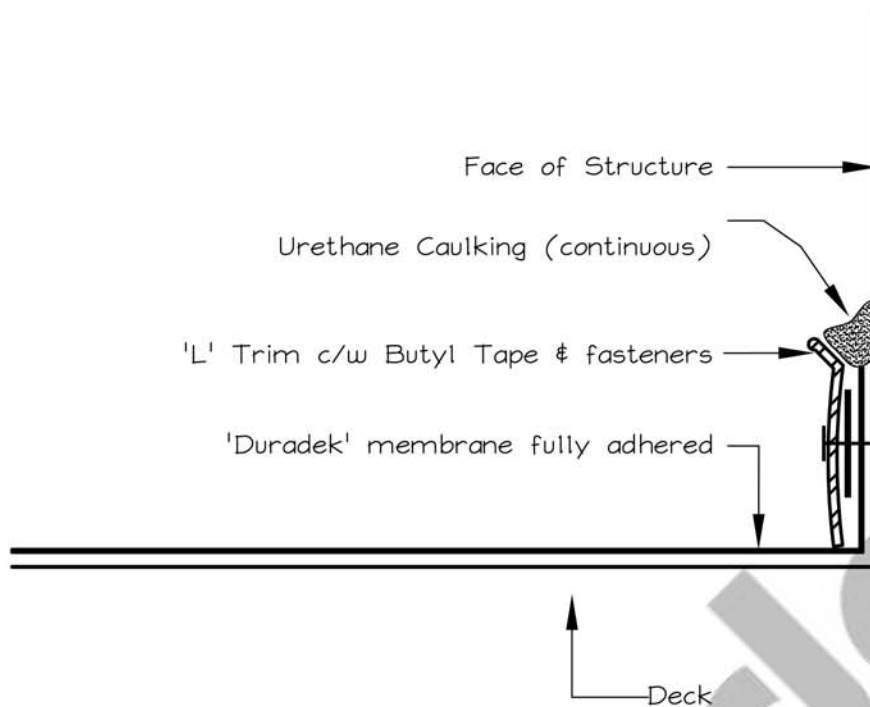 Face of Structure
Urethane Caulking (continuous)
'L' Trim c/w Butyl Tape & fasteners
'Duradek' membrane fully adhered
Deck